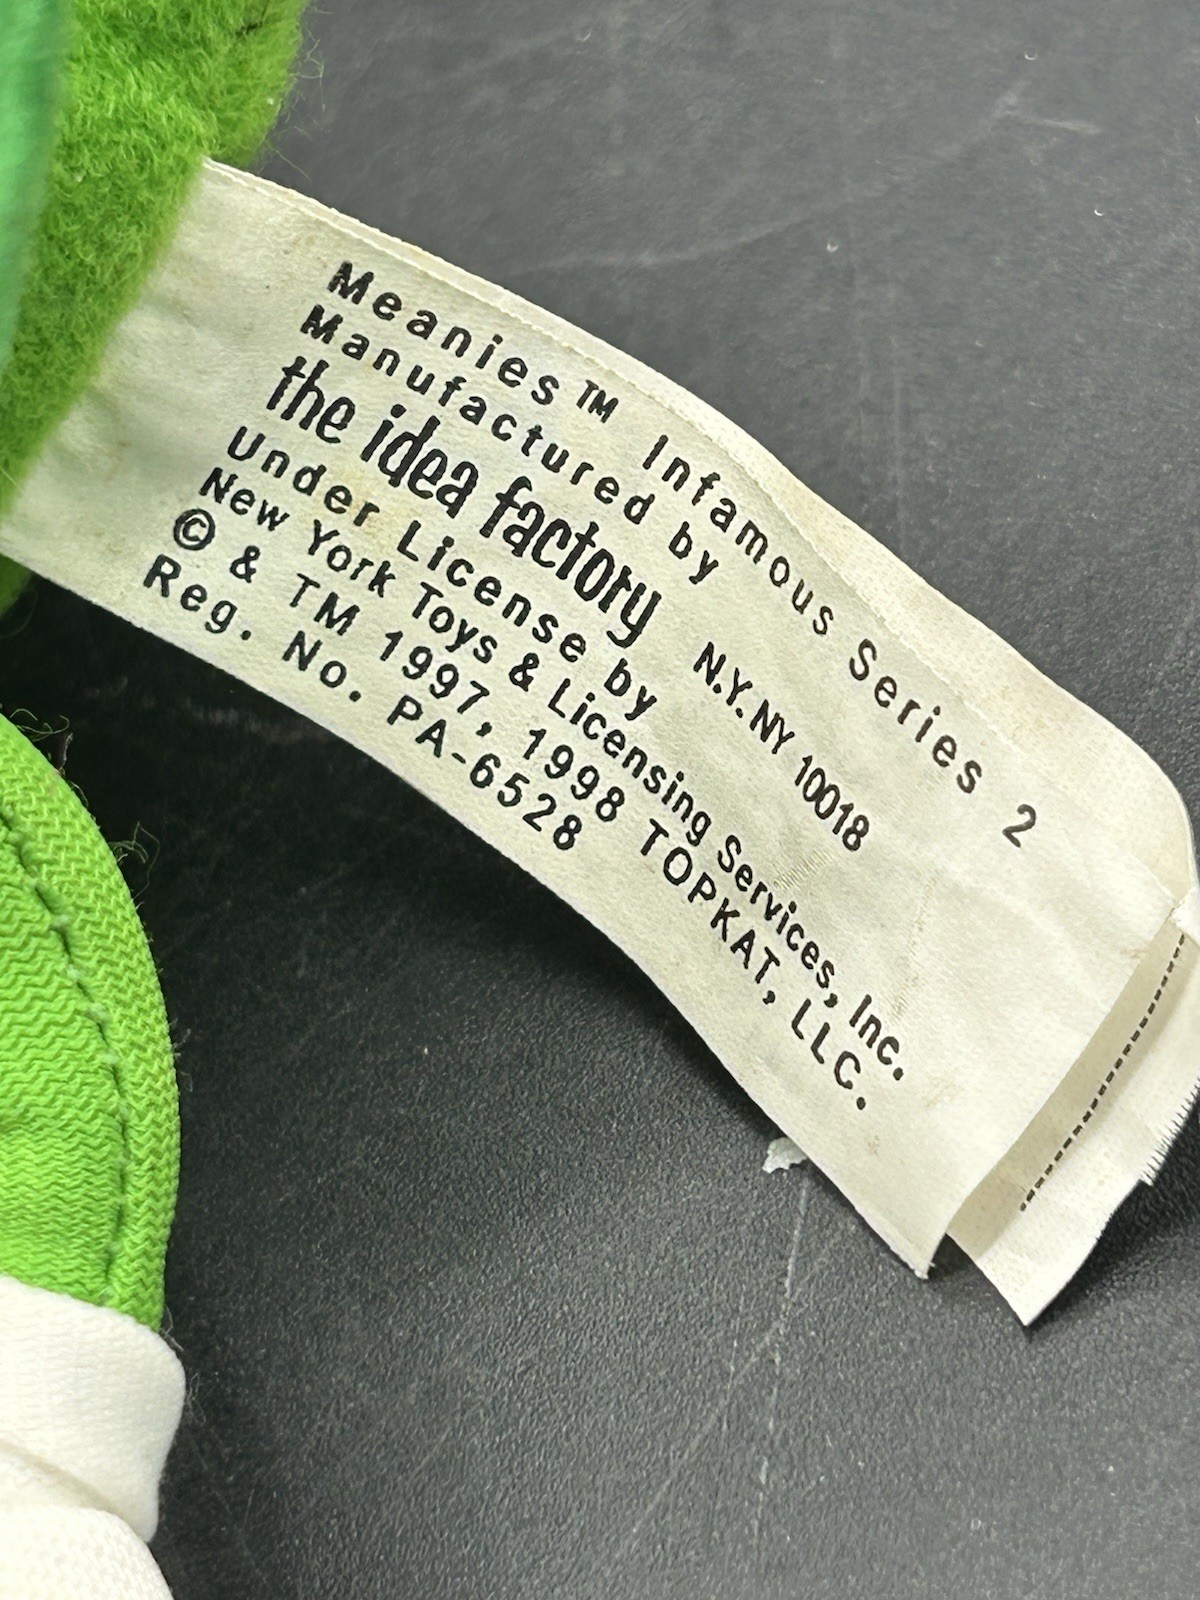 Meanies™ Infamous Series 2
Manufactured by
the idea factory N.Y. NY 10018
Under License by
New York Toys & Licensing Services, Inc.
© & TM 1997, 1998 TOPKAT, LLC.
Reg. No. PA-6528